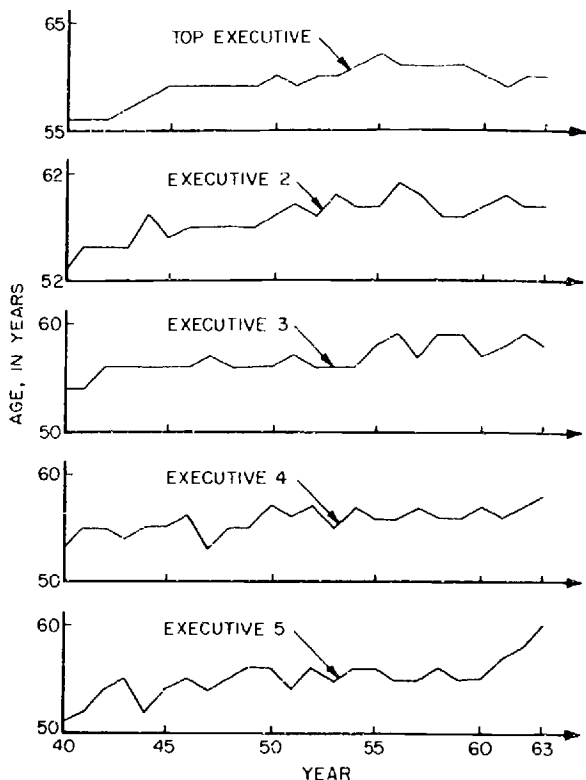 65
TOP EXECUTIVE
55
62
EXECUTIVE 2
52
60
EXECUTIVE 3
50
AGE, IN YEARS
60
EXECUTIVE 4
50
60
EXECUTIVE 5
50
40 45 50 55 60 63
YEAR